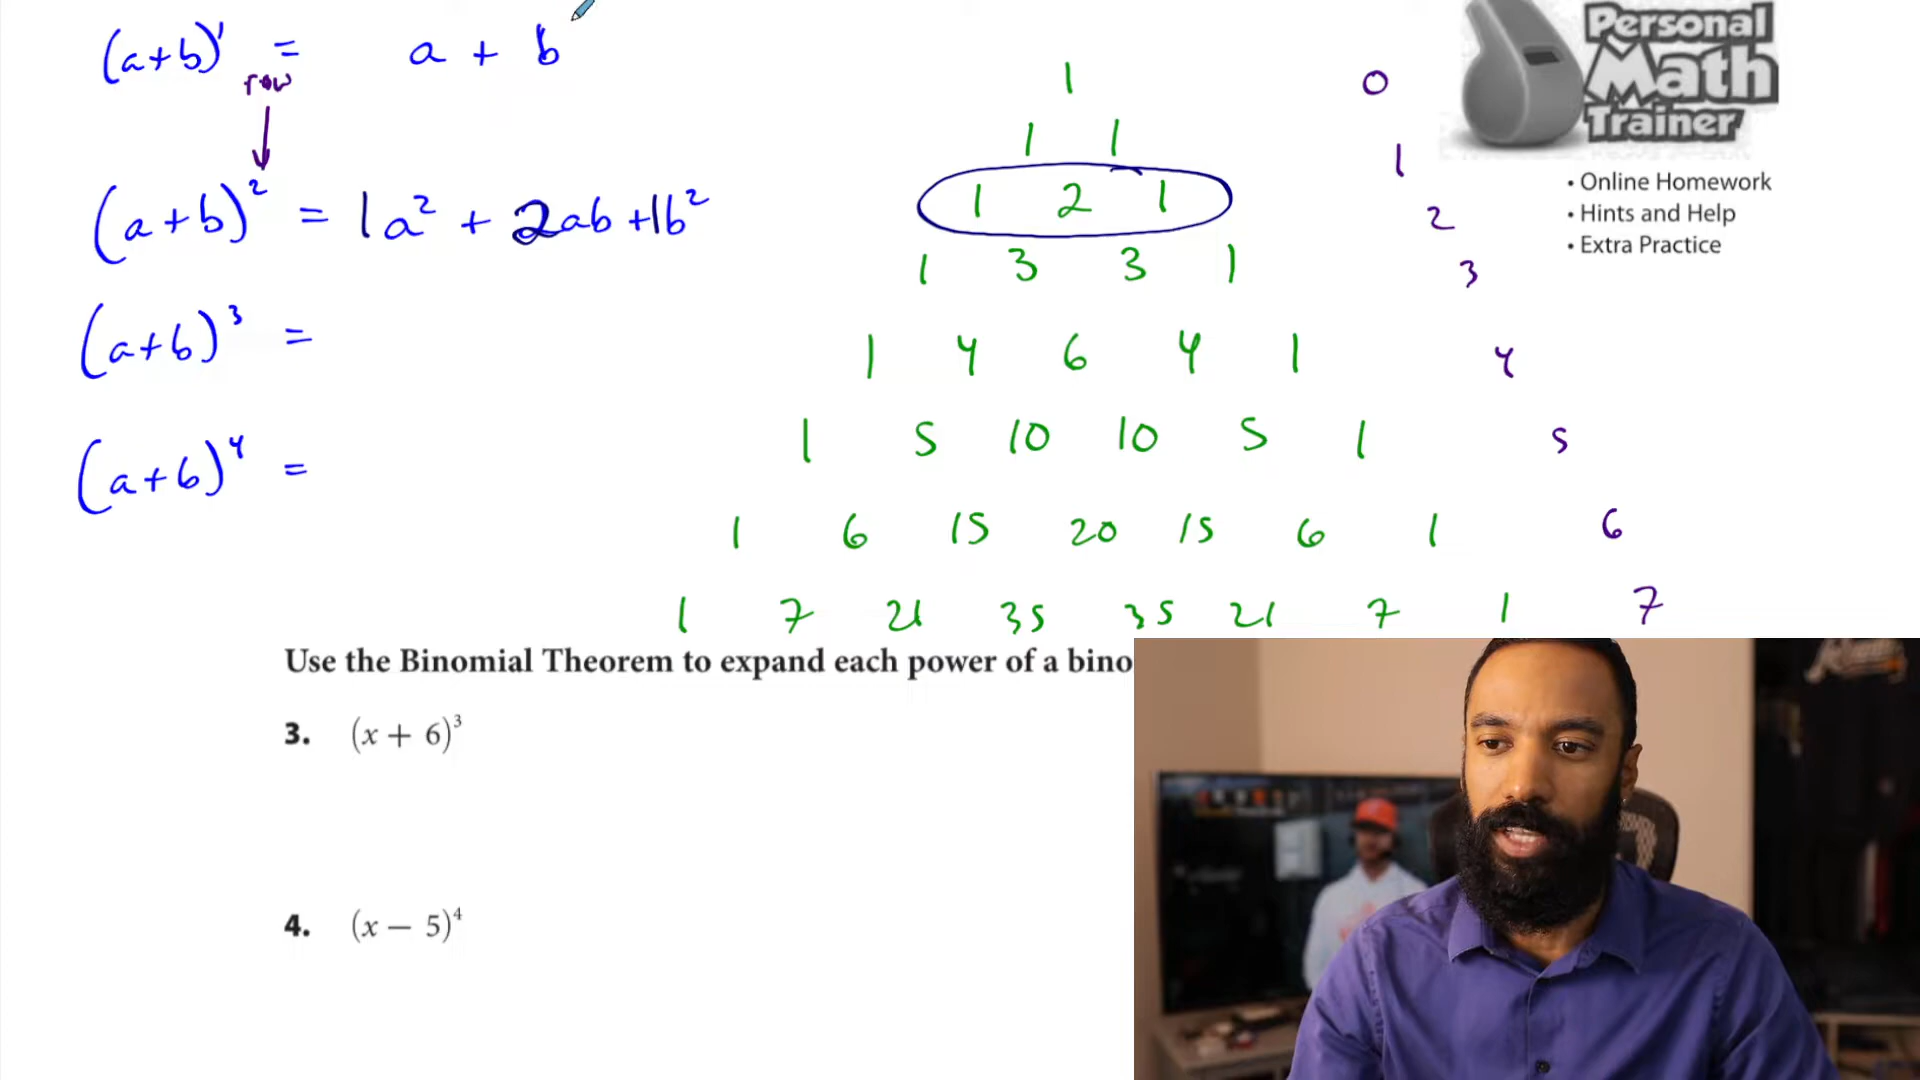 (a+b)¹ = a + b
row
(a+b)² = 1a² + 2ab + 1b²
(a+b)³ =
(a+b)⁴ =
1 0
1 1 1
1 2 1 2
1 3 3 1 3
1 4 6 4 1 4
1 5 10 10 5 1 5
1 6 15 20 15 6 1 6
1 7 21 35 35 21 7 1 7
Personal
Math
Trainer
• Online Homework
• Hints and Help
• Extra Practice
Use the Binomial Theorem to expand each power of a bino
3. (x + 6)³
4. (x − 5)⁴